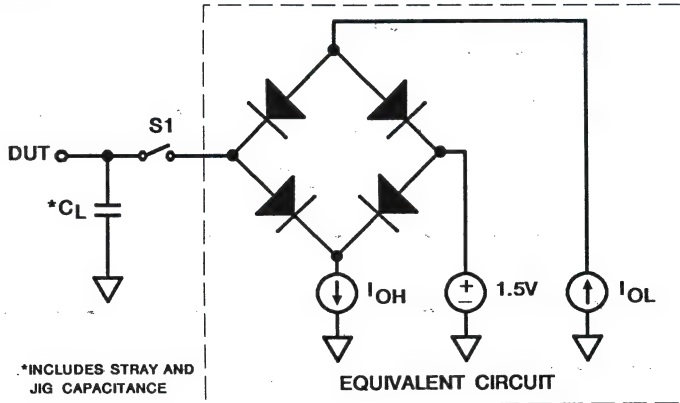 S1
DUT
*CL
IOH
1.5V
IOL
*INCLUDES STRAY AND
JIG CAPACITANCE
EQUIVALENT CIRCUIT